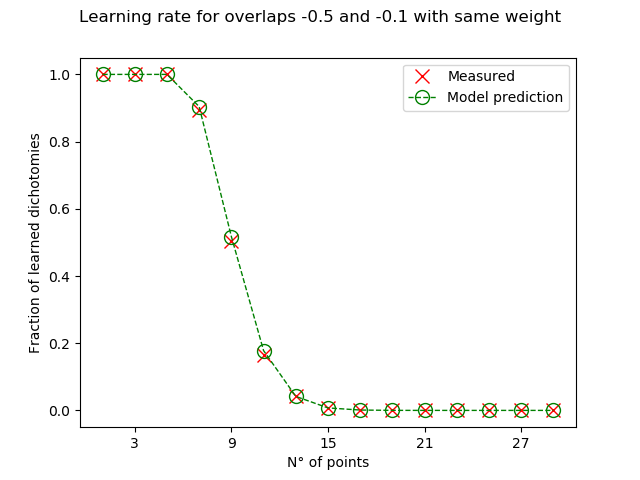 Learning rate for overlaps -0.5 and -0.1 with same weight
Measured
Model prediction
Fraction of learned dichotomies
1.0
0.8
0.6
0.4
0.2
0.0
3 9 15 21 27
N° of points